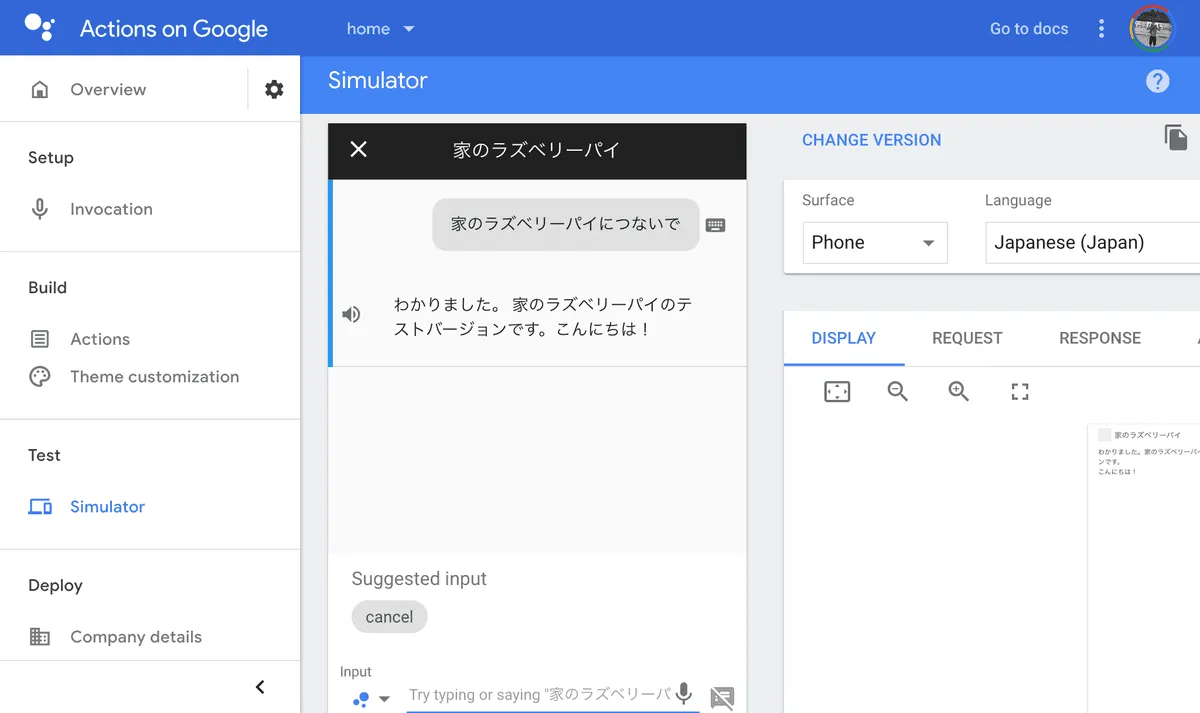 Actions on Google
home
Go to docs
Overview
Simulator
Setup
Invocation
Build
Actions
Theme customization
Test
Simulator
Deploy
Company details
家のラズベリーパイ
家のラズベリーパイにつないで
わかりました。 家のラズベリーパイのテ
ストバージョンです。こんにちは！
Suggested input
cancel
Input
Try typing or saying "家のラズベリーパ
CHANGE VERSION
Surface
Language
Phone
Japanese (Japan)
DISPLAY
REQUEST
RESPONSE
家のラズベリーパイ
わかりました。家のラズベリーパイ
ンです。
こんにちは！